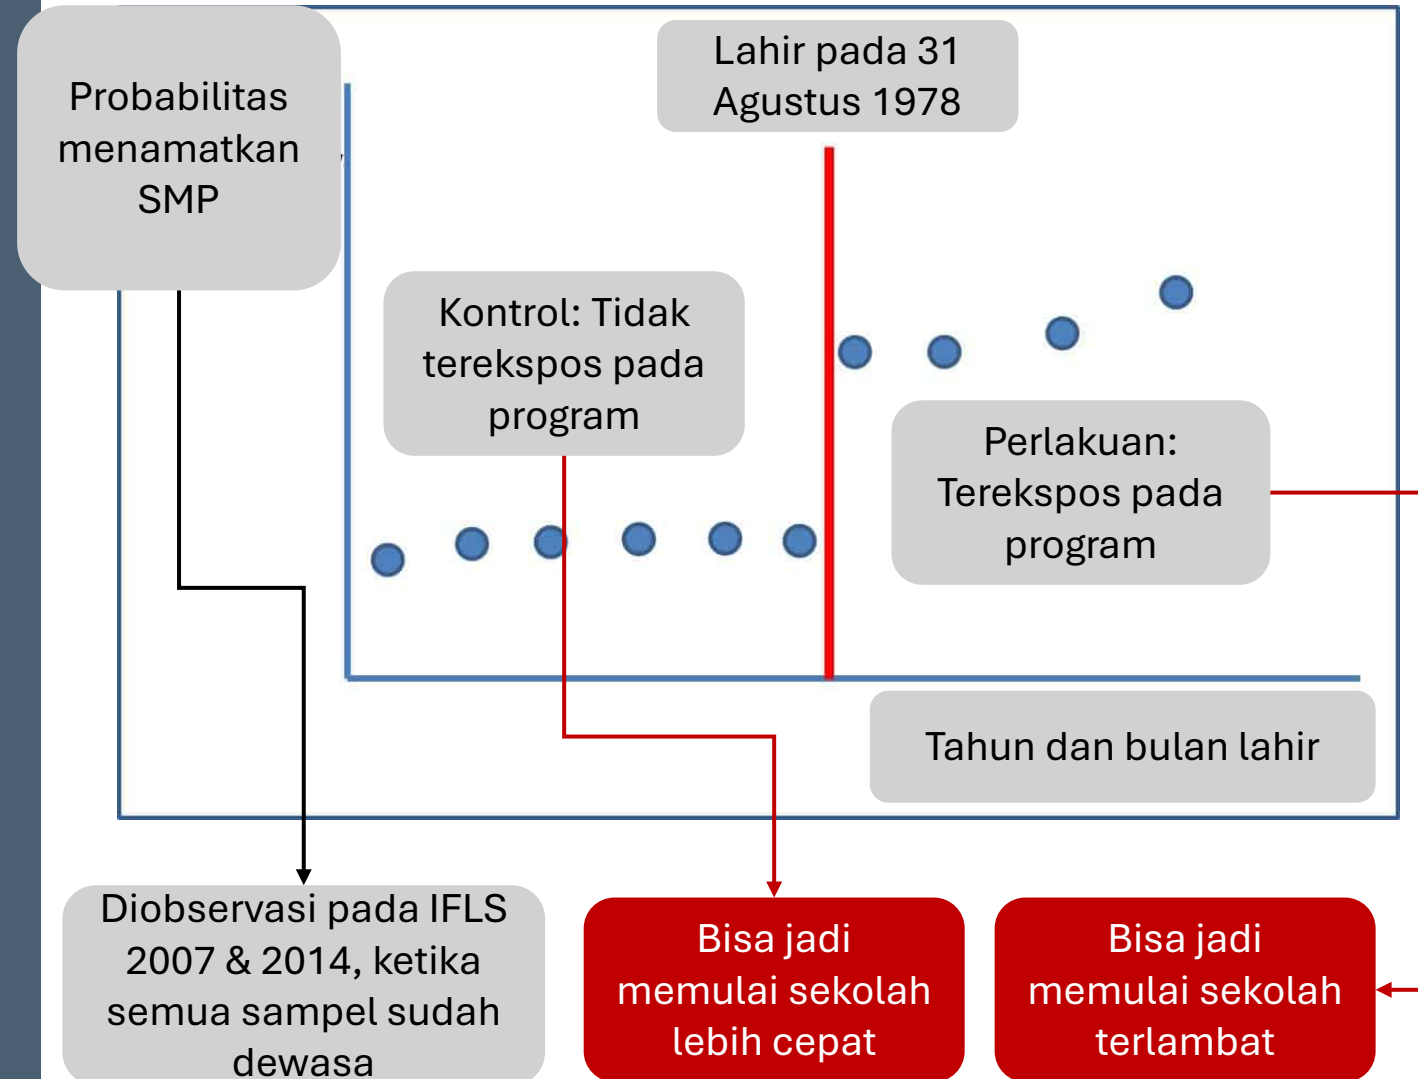 Probabilitas
menamatkan
SMP
Lahir pada 31
Agustus 1978
Kontrol: Tidak
terekspos pada
program
Perlakuan:
Terekspos pada
program
Tahun dan bulan lahir
Diobservasi pada IFLS
2007 & 2014, ketika
semua sampel sudah
dewasa
Bisa jadi
memulai sekolah
lebih cepat
Bisa jadi
memulai sekolah
terlambat